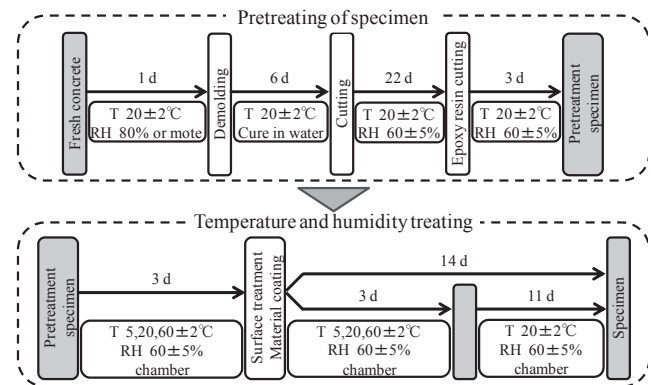 Pretreating of specimen
Fresh concrete
1 d
T 20±2℃
RH 80% or mote
Demolding
6 d
T 20±2℃
Cure in water
Cutting
22 d
T 20±2℃
RH 60±5%
Epoxy resin cutting
3 d
T 20±2℃
RH 60±5%
Pretreatment
specimen
Temperature and humidity treating
Pretreatment
specimen
3 d
T 5,20,60±2℃
RH 60±5%
chamber
Surface treatment
Material coating
14 d
3 d
T 5,20,60±2℃
RH 60±5%
chamber
11 d
T 20±2℃
RH 60±5%
chamber
Specimen